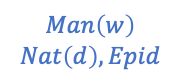 Man(w)
Nat(d), Epid